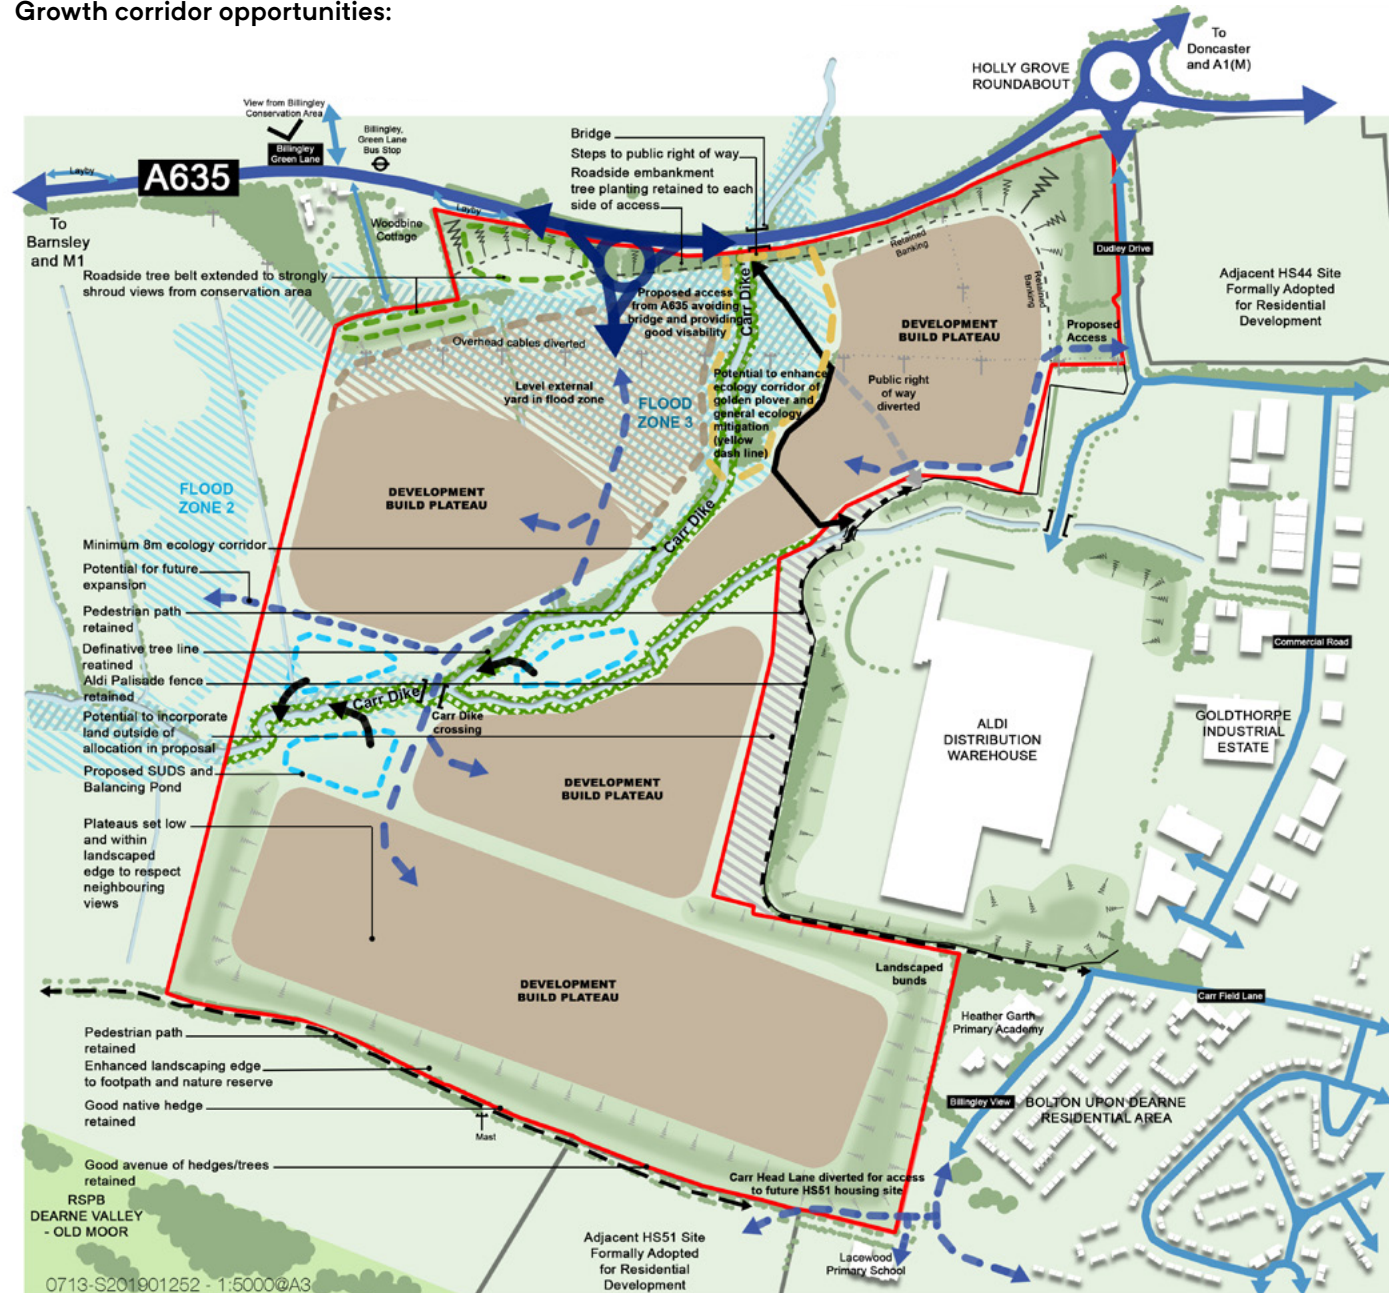 Growth corridor opportunities:
To
Doncaster
and A1(M)
HOLLY GROVE
ROUNDABOUT
View from Billingley
Conservation Area
Billingley
Green Lane
Billingley,
Green Lane
Bus Stop
Layby
A635
To
Barnsley
and M1
Woodbine
Cottage
Layby
Bridge
Steps to public right of way
Roadside embankment
tree planting retained to each
side of access
Retained
Banking
Retained
Banking
Dudley Drive
Adjacent HS44 Site
Formally Adopted
for Residential
Development
Roadside tree belt extended to strongly
shroud views from conservation area
Proposed access
from A635 avoiding
bridge and providing
good visability
Carr Dike
DEVELOPMENT
BUILD PLATEAU
Proposed
Access
Overhead cables diverted
Level external
yard in flood zone
FLOOD
ZONE 3
Potential to enhance
ecology corridor of
golden plover and
general ecology
mitigation
(yellow
dash line)
Public right
of way
diverted
FLOOD
ZONE 2
DEVELOPMENT
BUILD PLATEAU
Carr Dike
Minimum 8m ecology corridor
Potential for future
expansion
Pedestrian path
retained
Definative tree line
reatined
Aldi Palisade fence
retained
Potential to incorporate
land outside of
allocation in proposal
Proposed SUDS and
Balancing Pond
Plateaus set low
and within
landscaped
edge to respect
neighbouring
views
Carr Dike
Carr Dike
crossing
DEVELOPMENT
BUILD PLATEAU
ALDI
DISTRIBUTION
WAREHOUSE
Commercial Road
GOLDTHORPE
INDUSTRIAL
ESTATE
DEVELOPMENT
BUILD PLATEAU
Landscaped
bunds
Heather Garth
Primary Academy
Carr Field Lane
Billingley View
BOLTON UPON DEARNE
RESIDENTIAL AREA
Pedestrian path
retained
Enhanced landscaping edge
to footpath and nature reserve
Good native hedge
retained
Mast
Good avenue of hedges/trees
retained
Carr Head Lane diverted for access
to future HS51 housing site
RSPB
DEARNE VALLEY
- OLD MOOR
Adjacent HS51 Site
Formally Adopted
for Residential
Development
Lacewood
Primary School
0713-S201901252 - 1:5000@A3